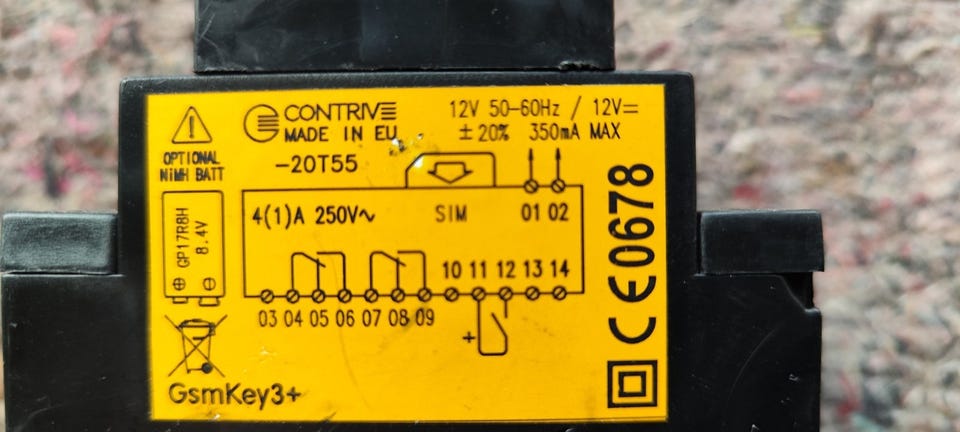 CONTRIVE
MADE IN EU
12V 50-60Hz / 12V⎓
±20% 350mA MAX
OPTIONAL
NiMH BATT
-20T55
GP17R8H
8.4V
4(1)A 250V~
SIM
01 02
10 11 12 13 14
03 04 05 06 07 08 09
+
GsmKey3+
CE0678